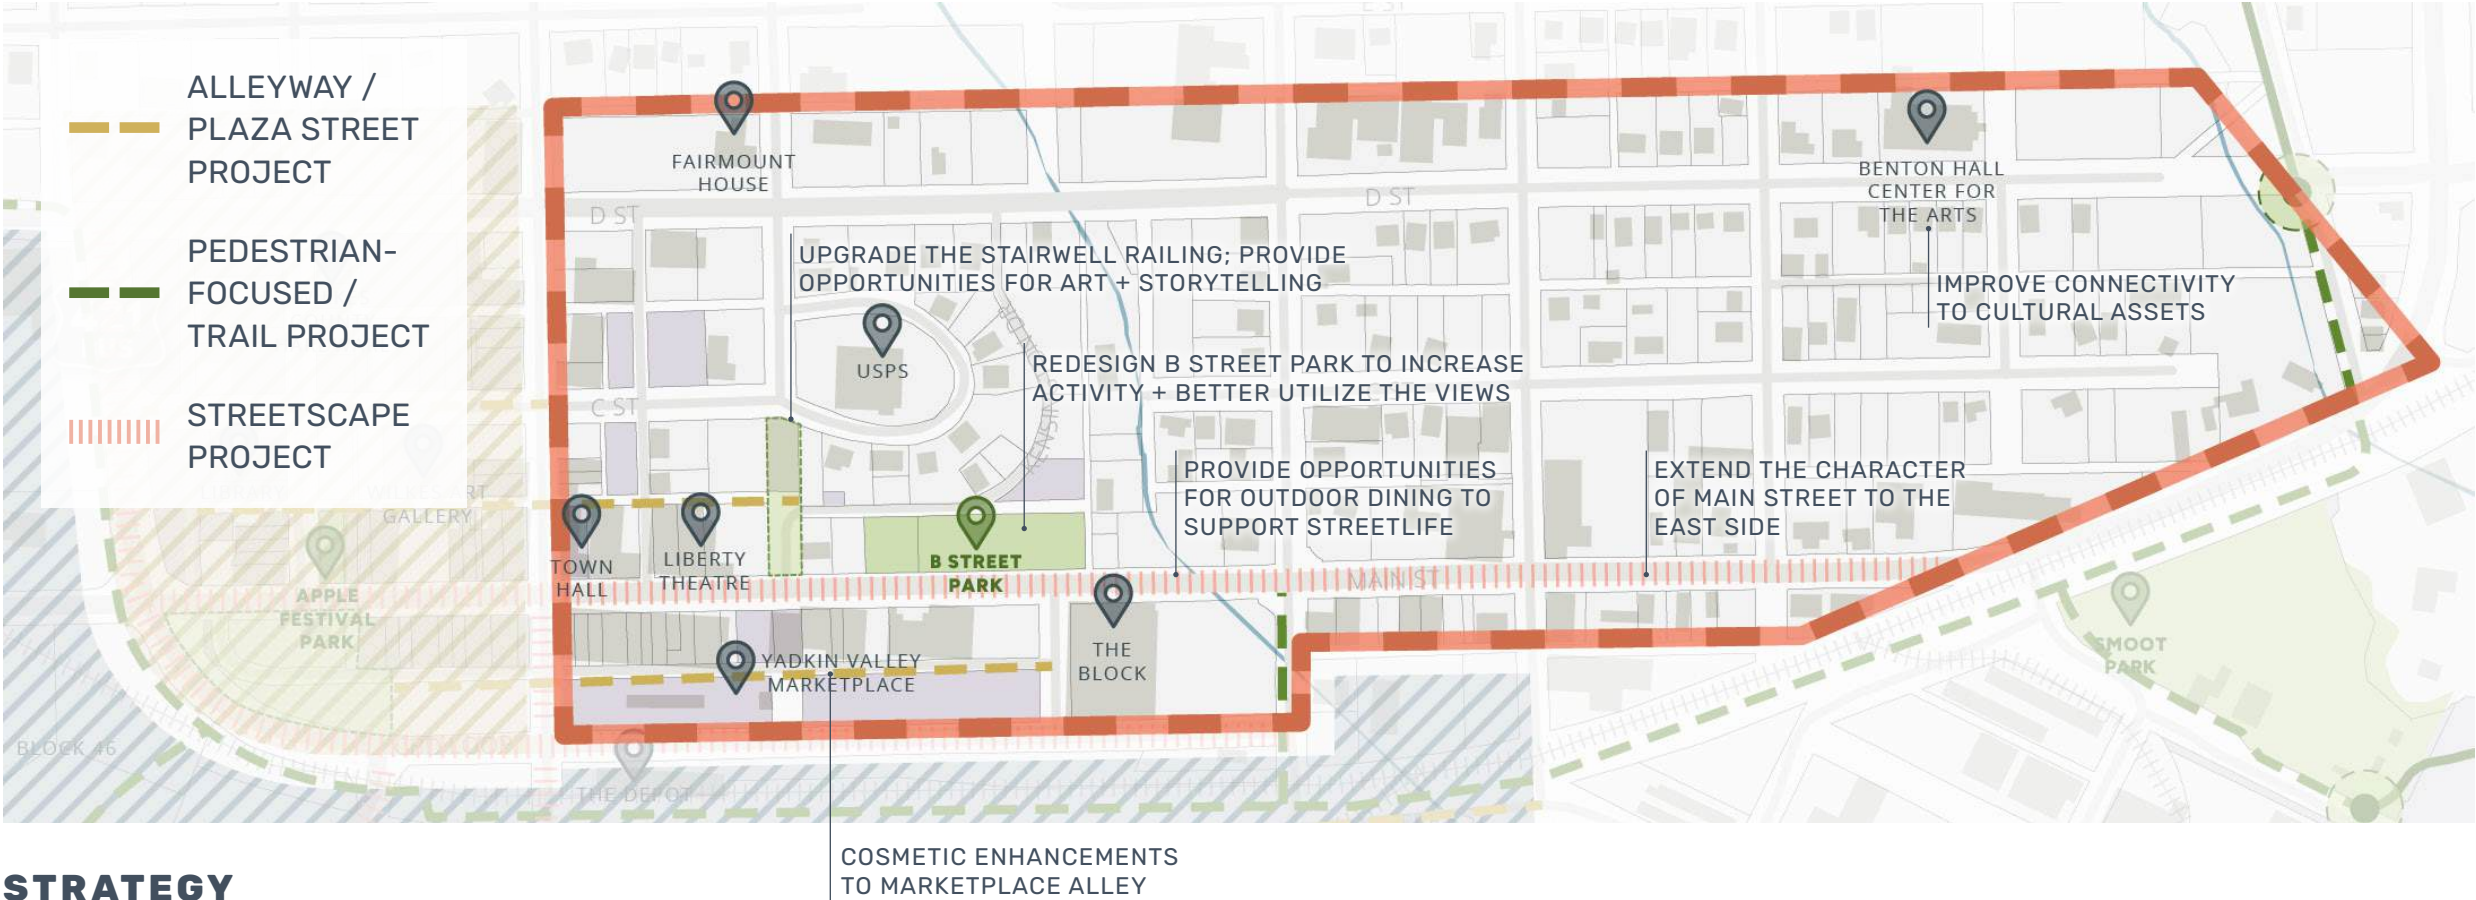 E ST
ALLEYWAY /
PLAZA STREET
PROJECT
PEDESTRIAN-
FOCUSED /
TRAIL PROJECT
STREETSCAPE
PROJECT
FAIRMOUNT
HOUSE
BENTON HALL
CENTER FOR
THE ARTS
D ST
D ST
UPGRADE THE STAIRWELL RAILING; PROVIDE
OPPORTUNITIES FOR ART + STORYTELLING
IMPROVE CONNECTIVITY
TO CULTURAL ASSETS
USPS
REDESIGN B STREET PARK TO INCREASE
ACTIVITY + BETTER UTILIZE THE VIEWS
C ST
PROVIDE OPPORTUNITIES
FOR OUTDOOR DINING TO
SUPPORT STREETLIFE
EXTEND THE CHARACTER
OF MAIN STREET TO THE
EAST SIDE
LIBRARY
WILKES ART
GALLERY
TOWN
HALL
LIBERTY
THEATRE
B STREET
PARK
MAIN ST
APPLE
FESTIVAL
PARK
THE
BLOCK
YADKIN VALLEY
MARKETPLACE
SMOOT
PARK
BLOCK 46
THE DEPOT
COSMETIC ENHANCEMENTS
TO MARKETPLACE ALLEY
STRATEGY